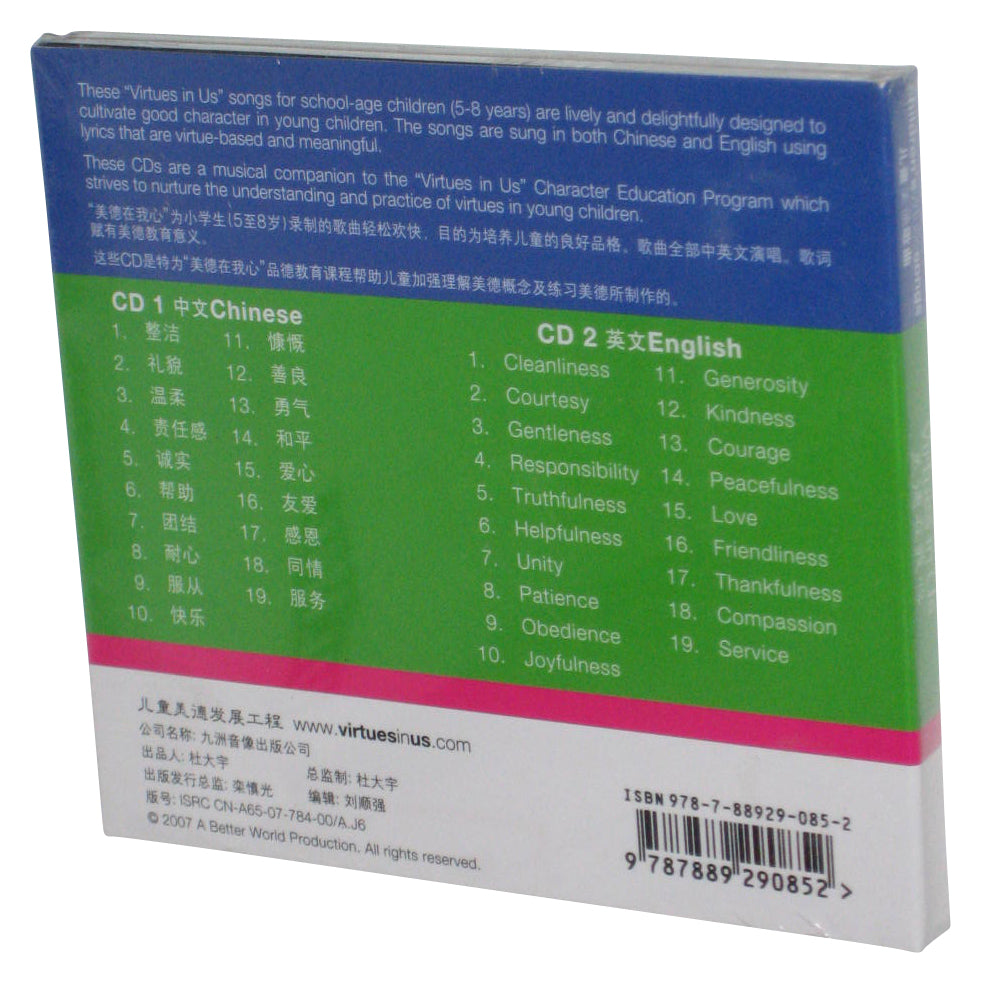 These “Virtues in Us” songs for school-age children (5-8 years) are lively and delightfully designed to
cultivate good character in young children. The songs are sung in both Chinese and English using
lyrics that are virtue-based and meaningful.
These CDs are a musical companion to the “Virtues in Us” Character Education Program which
strives to nurture the understanding and practice of virtues in young children.
“美德在我心”为小学生(5至8岁)录制的歌曲轻松欢快，目的为培养儿童的良好品格。歌曲全部中英文演唱。歌词
赋有美德教育意义。
这些CD是特为“美德在我心”品德教育课程帮助儿童加强理解美德概念及练习美德所制作的。
CD 1 中文Chinese
1. 整洁
2. 礼貌
3. 温柔
4. 责任感
5. 诚实
6. 帮助
7. 团结
8. 耐心
9. 服从
10. 快乐
11. 慷慨
12. 善良
13. 勇气
14. 和平
15. 爱心
16. 友爱
17. 感恩
18. 同情
19. 服务
CD 2 英文English
1. Cleanliness
2. Courtesy
3. Gentleness
4. Responsibility
5. Truthfulness
6. Helpfulness
7. Unity
8. Patience
9. Obedience
10. Joyfulness
11. Generosity
12. Kindness
13. Courage
14. Peacefulness
15. Love
16. Friendliness
17. Thankfulness
18. Compassion
19. Service
儿童美德发展工程 www.virtuesinus.com
公司名称: 九洲音像出版公司
出品人: 杜大宇 总监制: 杜大宇
出版发行总监: 栾慎光 编辑: 刘顺强
版号: ISRC CN-A65-07-784-00/A.J6
© 2007 A Better World Production. All rights reserved.
ISBN 978-7-88929-085-2
9 787889 290852 >